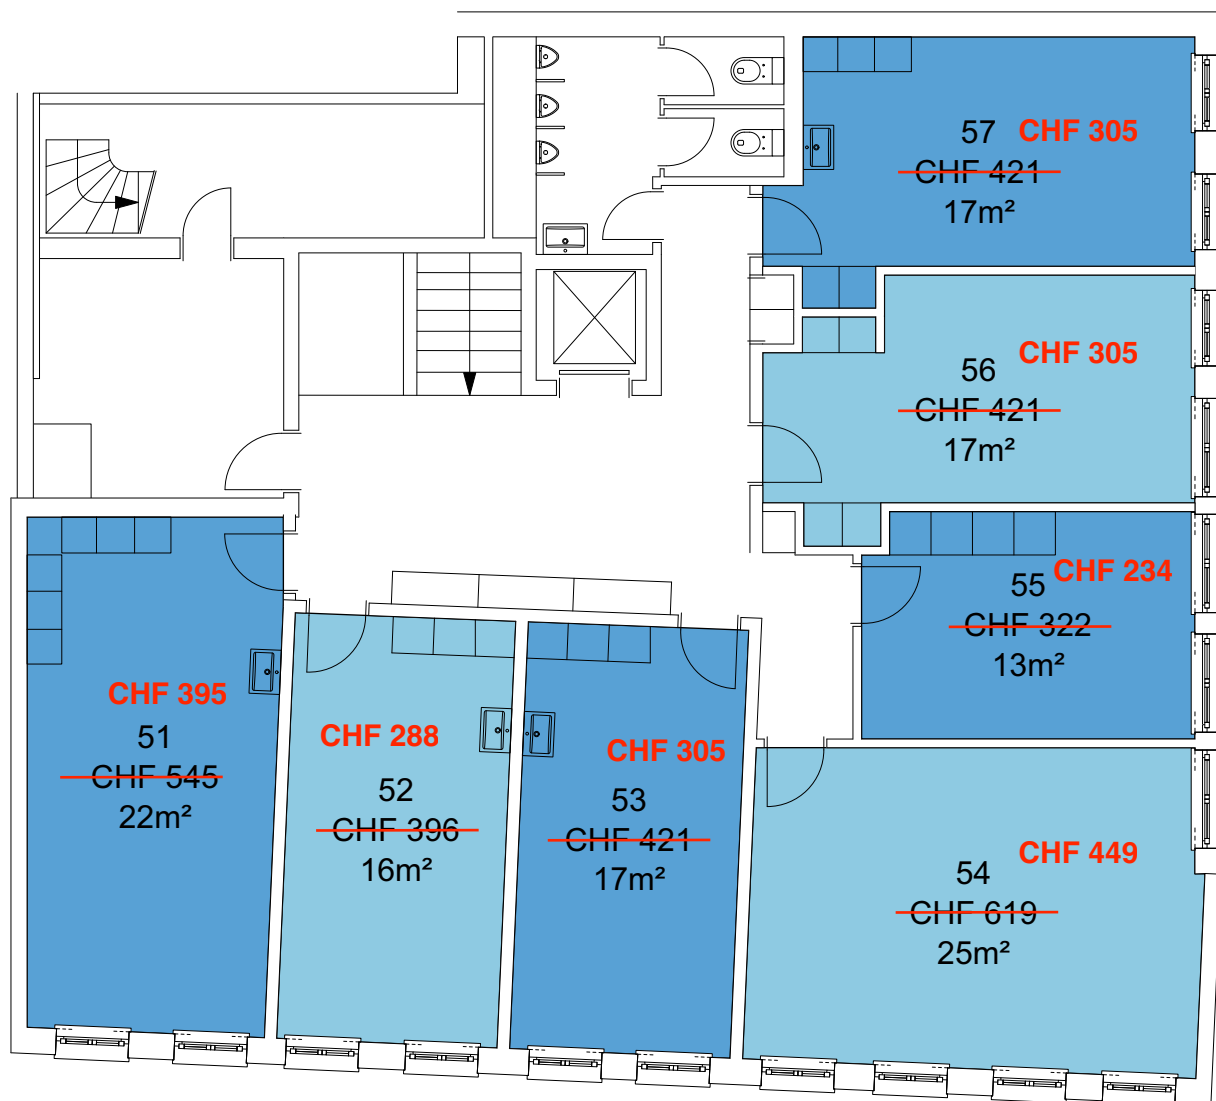 57 CHF 305
CHF 421
17m²
56 CHF 305
CHF 421
17m²
55 CHF 234
CHF 322
13m²
CHF 395
51
CHF 545
22m²
CHF 288
52
CHF 396
16m²
CHF 305
53
CHF 421
17m²
54 CHF 449
CHF 619
25m²